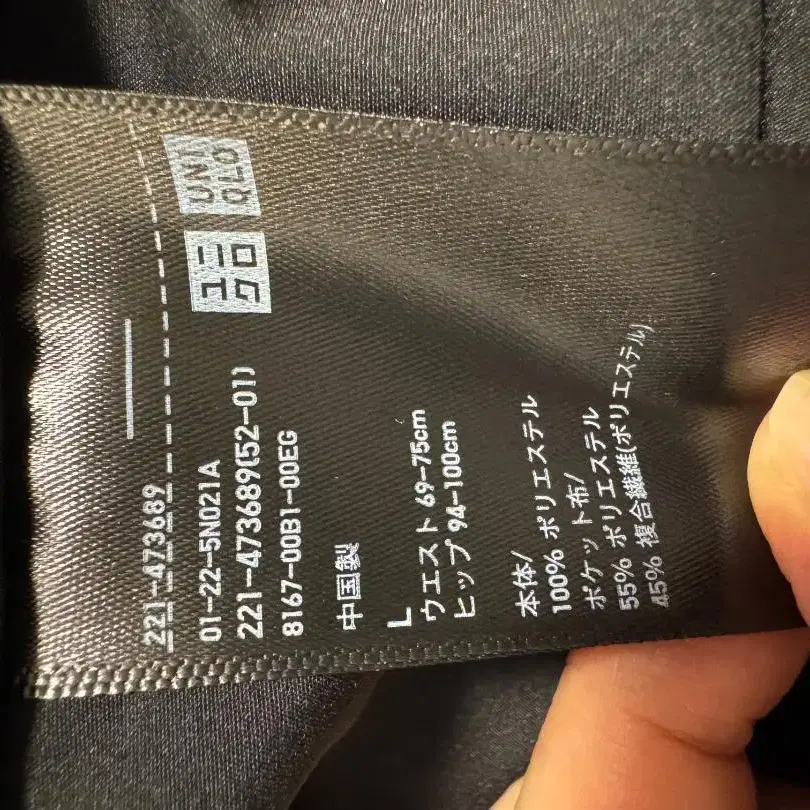 UNI
QLO
ユニ
クロ
221-473689
01-22-5N021A
221-473689(52-01)
8167-00B1-00EG
中国製
L
ウエスト 69-75cm
ヒップ 94-100cm
本体/
100% ポリエステル
ポケット布/
55% ポリエステル
45% 複合繊維(ポリエステル)